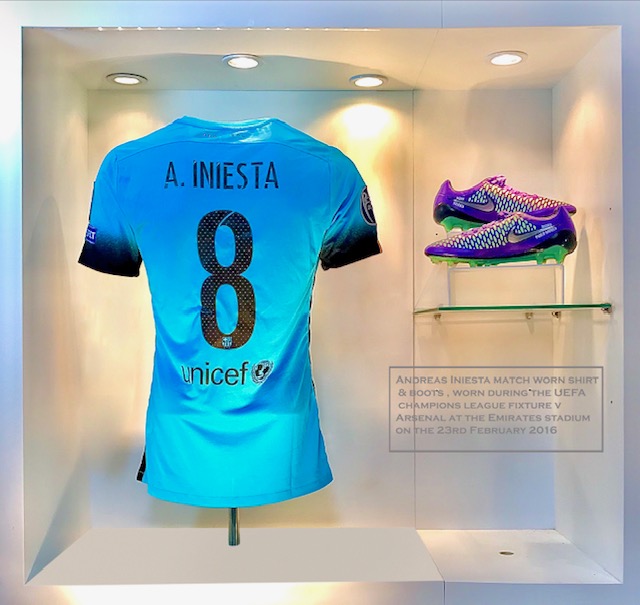 A. INIESTA
8
unicef
ANDREAS INIESTA MATCH WORN SHIRT
& BOOTS , WORN DURING THE UEFA
CHAMPIONS LEAGUE FIXTURE V
ARSENAL AT THE EMIRATES STADIUM
ON THE 23RD FEBRUARY 2016